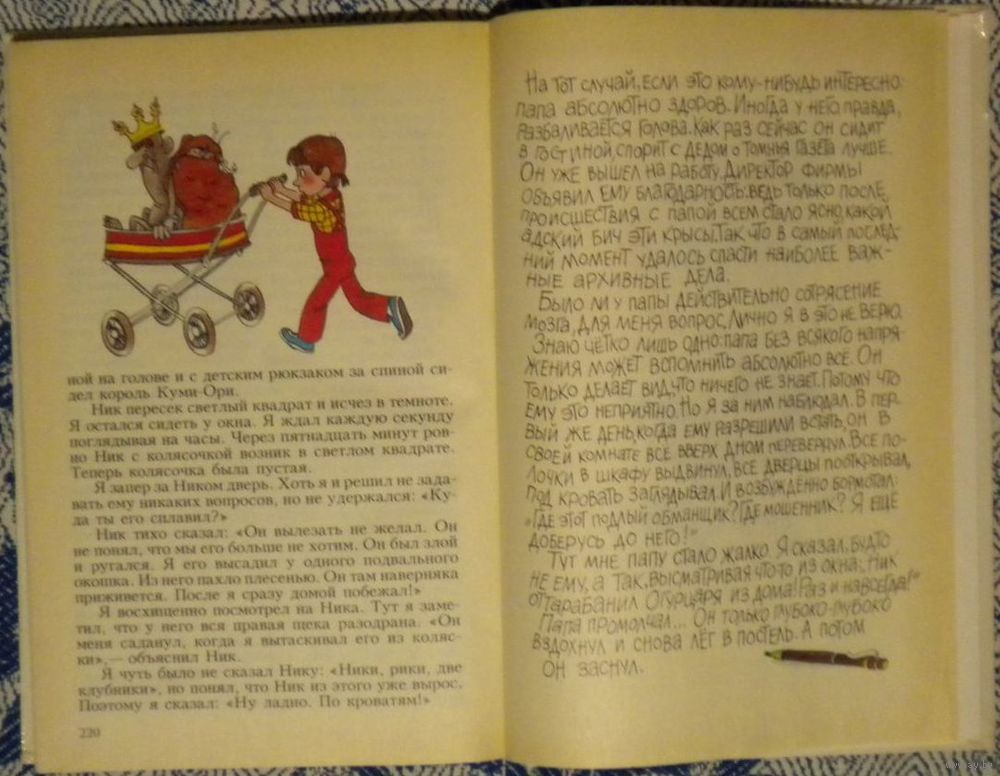 ной на голове и с детским рюкзаком за спиной си-
дел король Куми-Ори.
Ник пересек светлый квадрат и исчез в темноте.
Я остался сидеть у окна. Я ждал каждую секунду
поглядывая на часы. Через пятнадцать минут ров-
но Ник с колясочкой возник в светлом квадрате.
Теперь колясочка была пустая.
Я запер за Ником дверь. Хоть я и решил не зада-
вать ему никаких вопросов, но не удержался: «Ку-
да ты его сплавил?»
Ник тихо сказал: «Он вылезать не желал. Он
не понял, что мы его больше не хотим. Он был злой
и ругался. Я его высадил у одного подвального
окошка. Из него пахло плесенью. Он там наверняка
приживется. После я сразу домой побежал!»
Я восхищенно посмотрел на Ника. Тут я заме-
тил, что у него вся правая щека разодрана. «Он
меня саданул, когда я вытаскивал его из коляс-
ки»,— объяснил Ник.
Я чуть было не сказал Нику: «Ники, рики, две
клубники», но понял, что Ник из этого уже вырос.
Поэтому я сказал: «Ну ладно. По кроватям!»
220
На тот случай, если это кому-нибудь интересно:
папа абсолютно здоров. Иногда у него правда,
разбаливается голова. Как раз сейчас он сидит
в гостиной, спорит с дедом о том, чья газета лучше.
Он уже вышел на работу. Директор фирмы
объявил ему благодарность: ведь только после
происшествия с папой всем стало ясно, какой
адский бич эти крысы. Так что в самый послед-
ний момент удалось спасти наиболее важ-
ные архивные дела.
Было ли у папы действительно сотрясение
мозга, для меня вопрос. Лично я в это не верю.
Знаю чётко лишь одно: папа без всякого напря-
жения может вспомнить абсолютно всё. Он
только делает вид, что ничего не знает. Потому что
ему это неприятно. Но я за ним наблюдал. В пер-
вый же день, когда ему разрешили встать, он в
своей комнате всё вверх дном перевернул. Все по-
лочки в шкафу выдвинул, все дверцы пооткрывал,
под кровать заглядывал. И возбуждённо бормотал:
„Где этот подлый обманщик? Где мошенник? Я ещё
доберусь до него!"
Тут мне папу стало жалко. Я сказал, будто
не ему, а так, высматривая что-то из окна: „Ник
оттарабанил Огурцаря из дома! Раз и навсегда!"
Папа промолчал... Он только глубоко-глубоко
вздохнул и снова лёг в постель. А потом
он заснул.